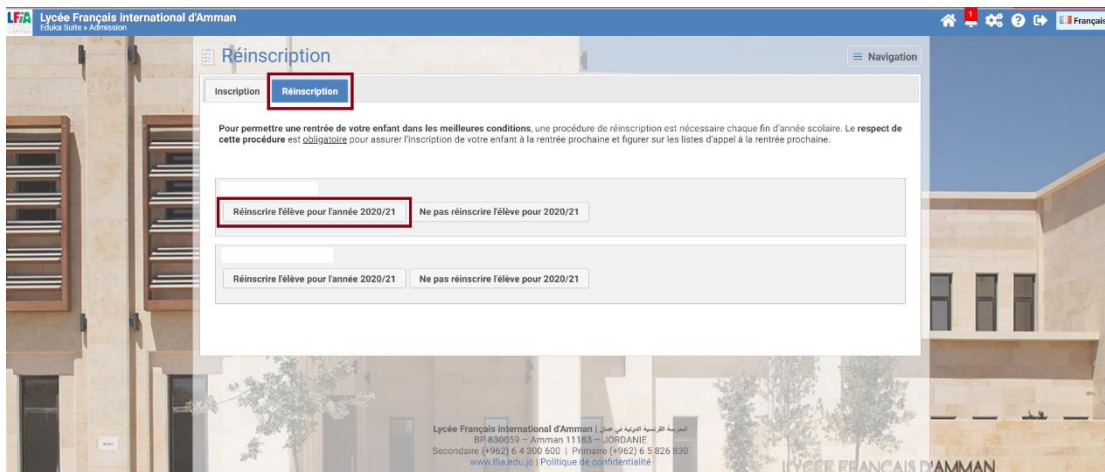 LFiA Lycée Français international d'Amman
Eduka Suite » Admission
1
Français
Réinscription
Navigation
Inscription Réinscription
Pour permettre une rentrée de votre enfant dans les meilleures conditions, une procédure de réinscription est nécessaire chaque fin d'année scolaire. Le respect de
cette procédure est obligatoire pour assurer l'inscription de votre enfant à la rentrée prochaine et figurer sur les listes d'appel à la rentrée prochaine.
Réinscrire l'élève pour l'année 2020/21 Ne pas réinscrire l'élève pour 2020/21
Réinscrire l'élève pour l'année 2020/21 Ne pas réinscrire l'élève pour 2020/21
Lycée Français international d'Amman | المدرسة الفرنسية الدولية في عمان
BP 830059 – Amman 11183 – JORDANIE
Secondaire (+962) 6 4 300 600 | Primaire (+962) 6 5 826 830
www.lfia.edu.jo | Politique de confidentialité
LYCÉE FRANÇAIS D'AMMAN